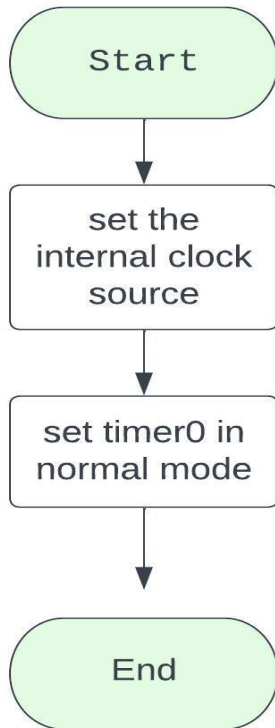 Start
set the
internal clock
source
set timer0 in
normal mode
End